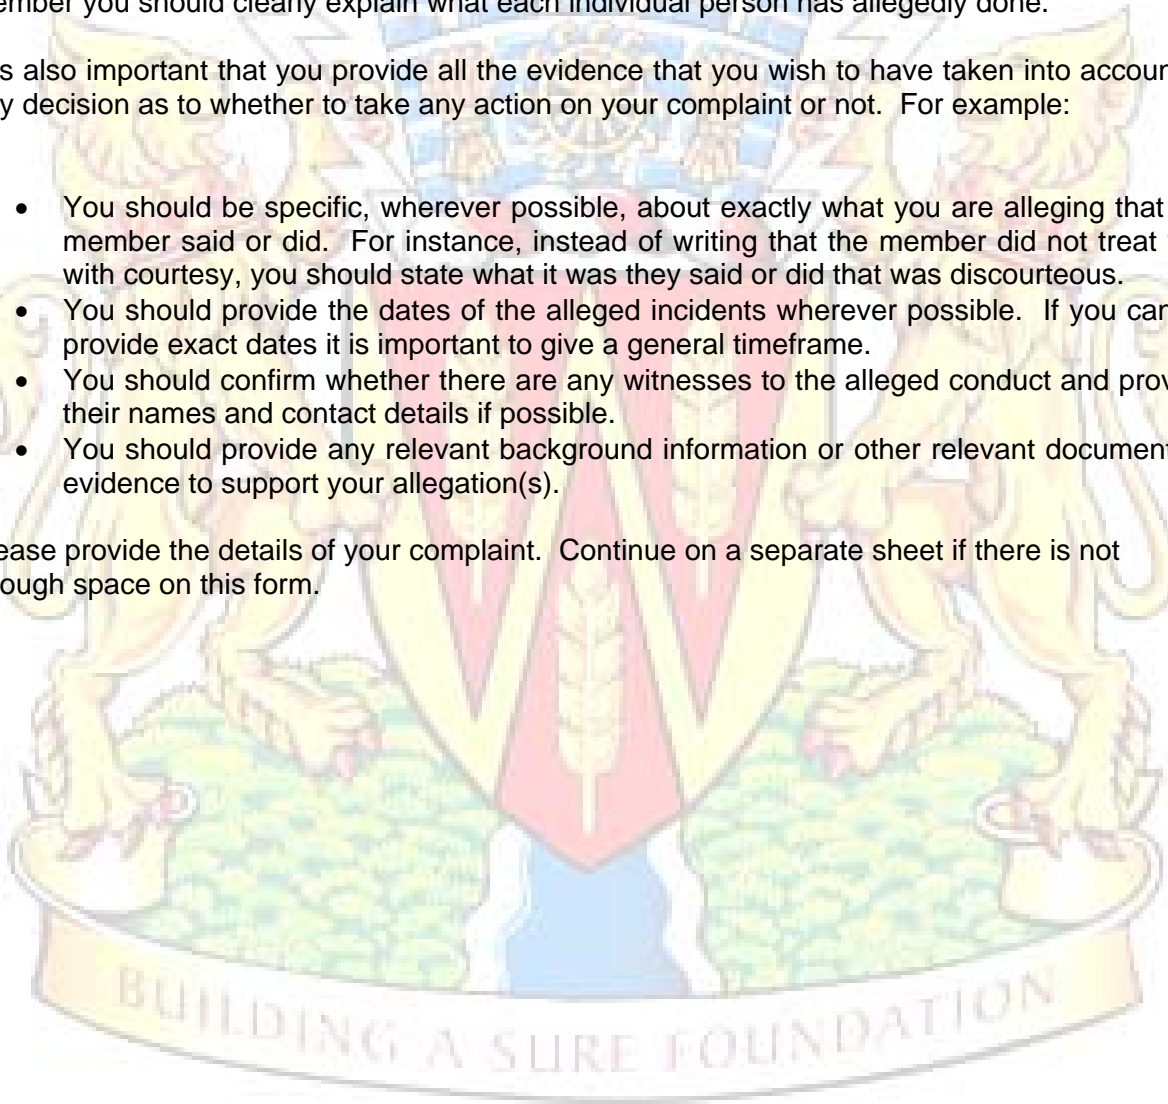 ember you should clearly explain what each individual person has allegedly done.
s also important that you provide all the evidence that you wish to have taken into accoun
y decision as to whether to take any action on your complaint or not. For example:
• You should be specific, wherever possible, about exactly what you are alleging that
member said or did. For instance, instead of writing that the member did not treat
with courtesy, you should state what it was they said or did that was discourteous.
• You should provide the dates of the alleged incidents wherever possible. If you can
provide exact dates it is important to give a general timeframe.
• You should confirm whether there are any witnesses to the alleged conduct and prov
their names and contact details if possible.
• You should provide any relevant background information or other relevant document
evidence to support your allegation(s).
ease provide the details of your complaint. Continue on a separate sheet if there is not
ough space on this form.
BUILDING A SURE FOUNDATION